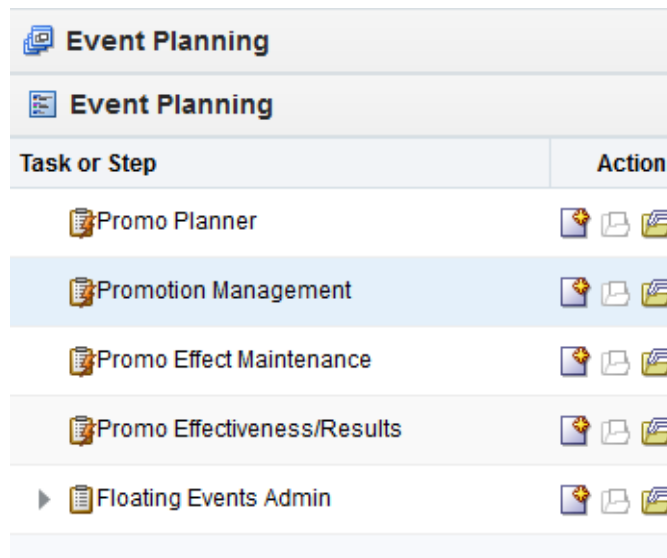 Event Planning
Event Planning
Task or Step Action
Promo Planner
Promotion Management
Promo Effect Maintenance
Promo Effectiveness/Results
Floating Events Admin